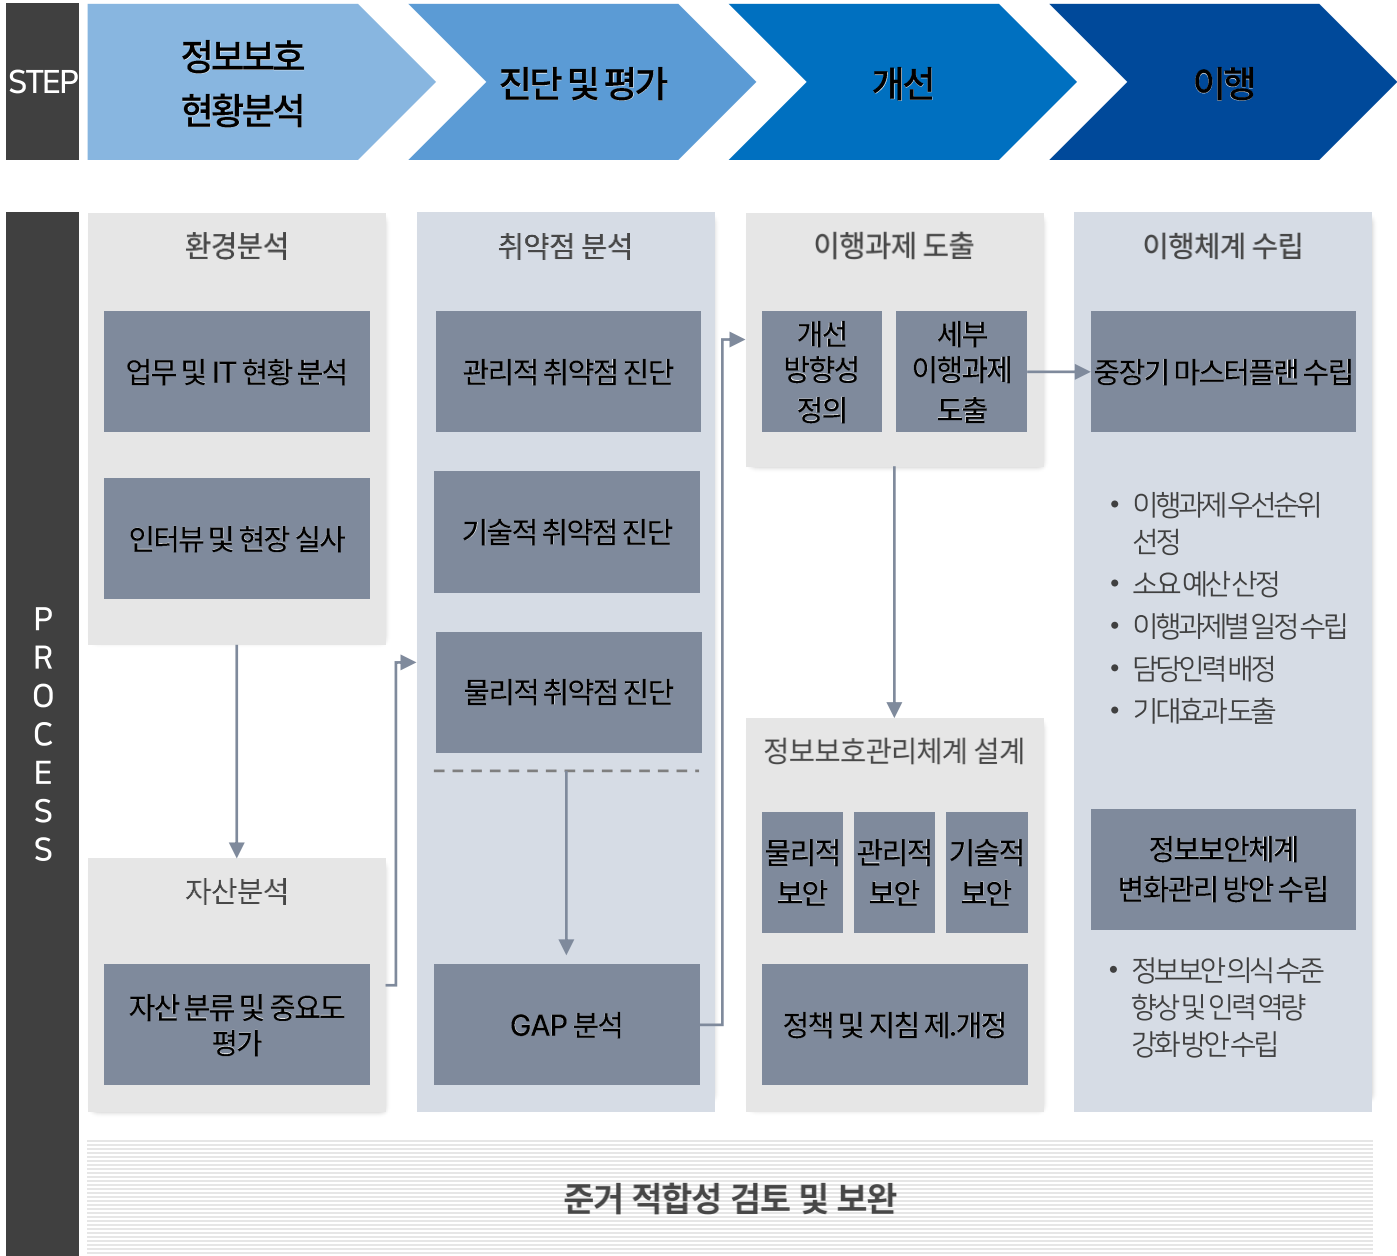 STEP
정보보호
현황분석
진단 및 평가
개선
이행
PROCESS
환경분석
업무 및 IT 현황 분석
인터뷰 및 현장 실사
자산분석
자산 분류 및 중요도
평가
취약점 분석
관리적 취약점 진단
기술적 취약점 진단
물리적 취약점 진단
GAP 분석
이행과제 도출
개선
방향성
정의
세부
이행과제
도출
정보보호관리체계 설계
물리적
보안
관리적
보안
기술적
보안
정책 및 지침 제.개정
이행체계 수립
중장기 마스터플랜 수립
• 이행과제 우선순위
선정
• 소요 예산 산정
• 이행과제별 일정 수립
• 담당인력 배정
• 기대효과 도출
정보보안체계
변화관리 방안 수립
• 정보보안 의식 수준
향상 및 인력 역량
강화 방안 수립
준거 적합성 검토 및 보완